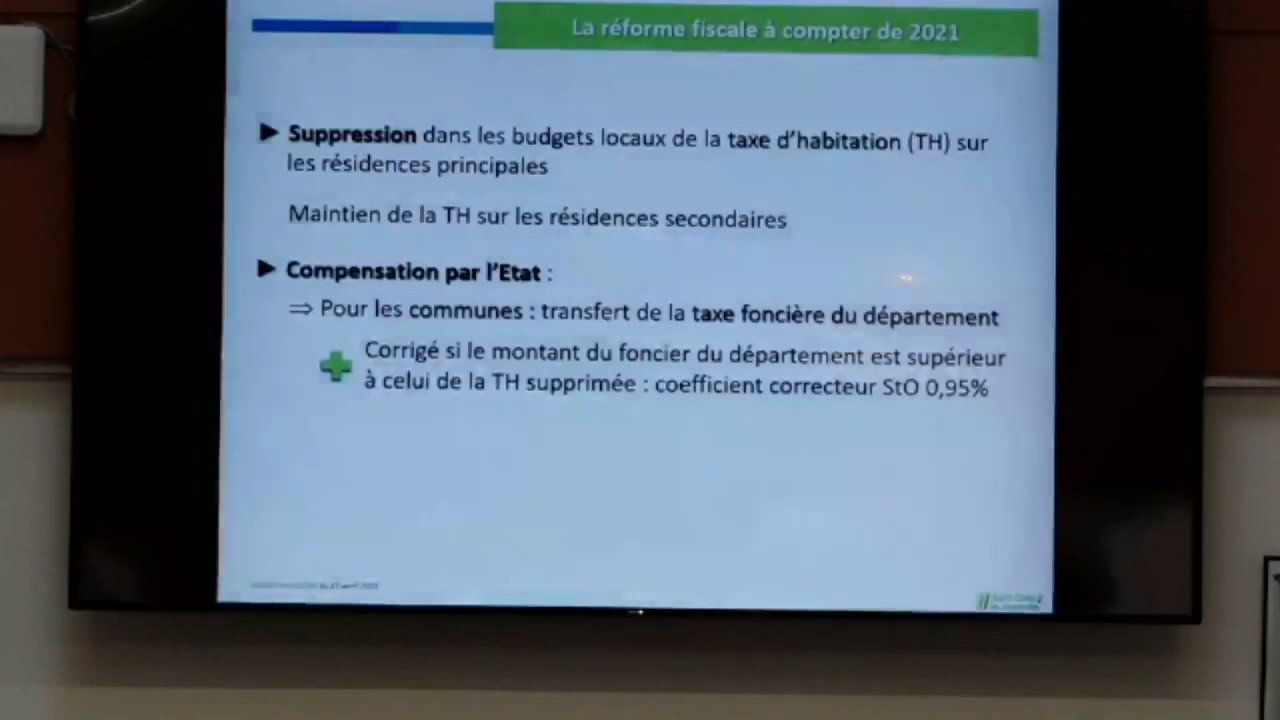 La réforme fiscale à compter de 2021
► Suppression dans les budgets locaux de la taxe d'habitation (TH) sur
les résidences principales
Maintien de la TH sur les résidences secondaires
► Compensation par l'Etat :
⇒ Pour les communes : transfert de la taxe foncière du département
Corrigé si le montant du foncier du département est supérieur
à celui de la TH supprimée : coefficient correcteur StO 0,95%